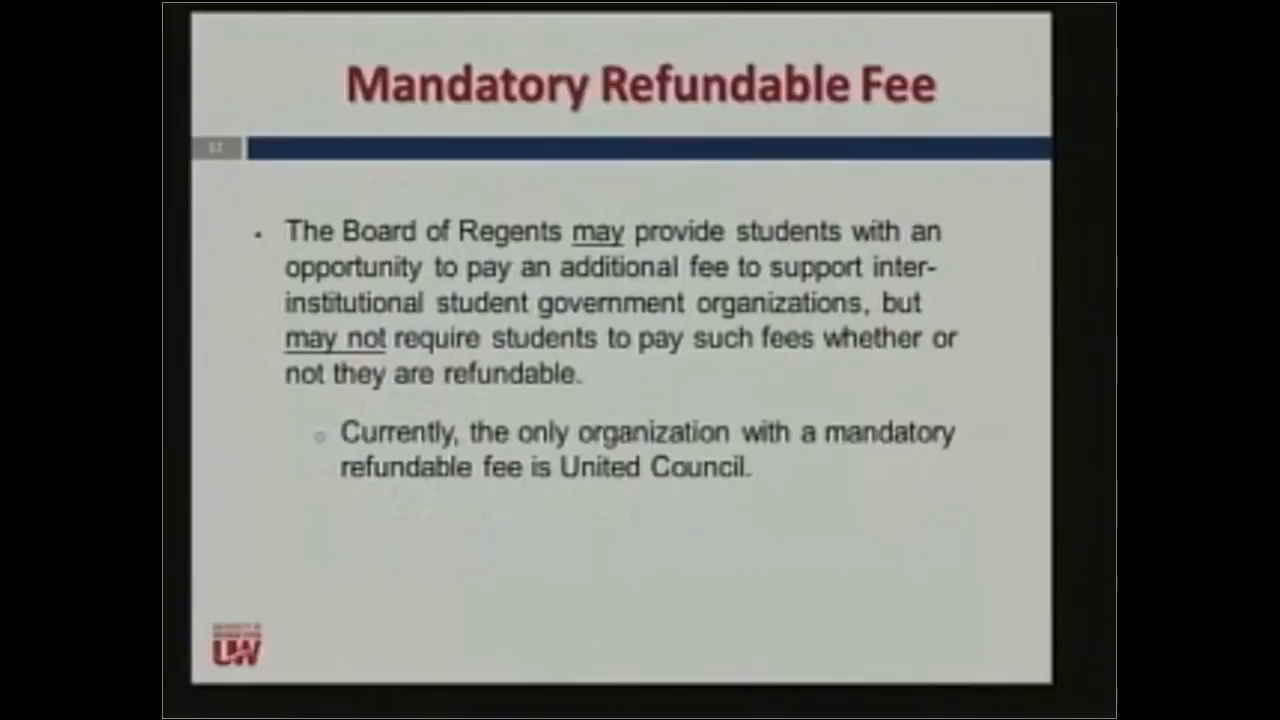 Mandatory Refundable Fee
The Board of Regents may provide students with an
opportunity to pay an additional fee to support inter-
institutional student government organizations, but
may not require students to pay such fees whether or
not they are refundable.
Currently, the only organization with a mandatory
refundable fee is United Council.
UW